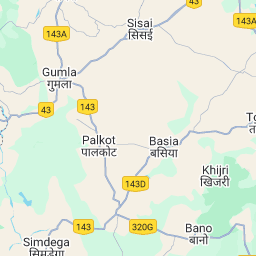 Sisai
सिसई
143A
43
143A
Gumla
गुमला
43
143
Palkot
पालकोट
Basia
बसिया
Khijri
खिजरी
143D
143
320G
Bano
बानो
Simdega
सिमडेगा